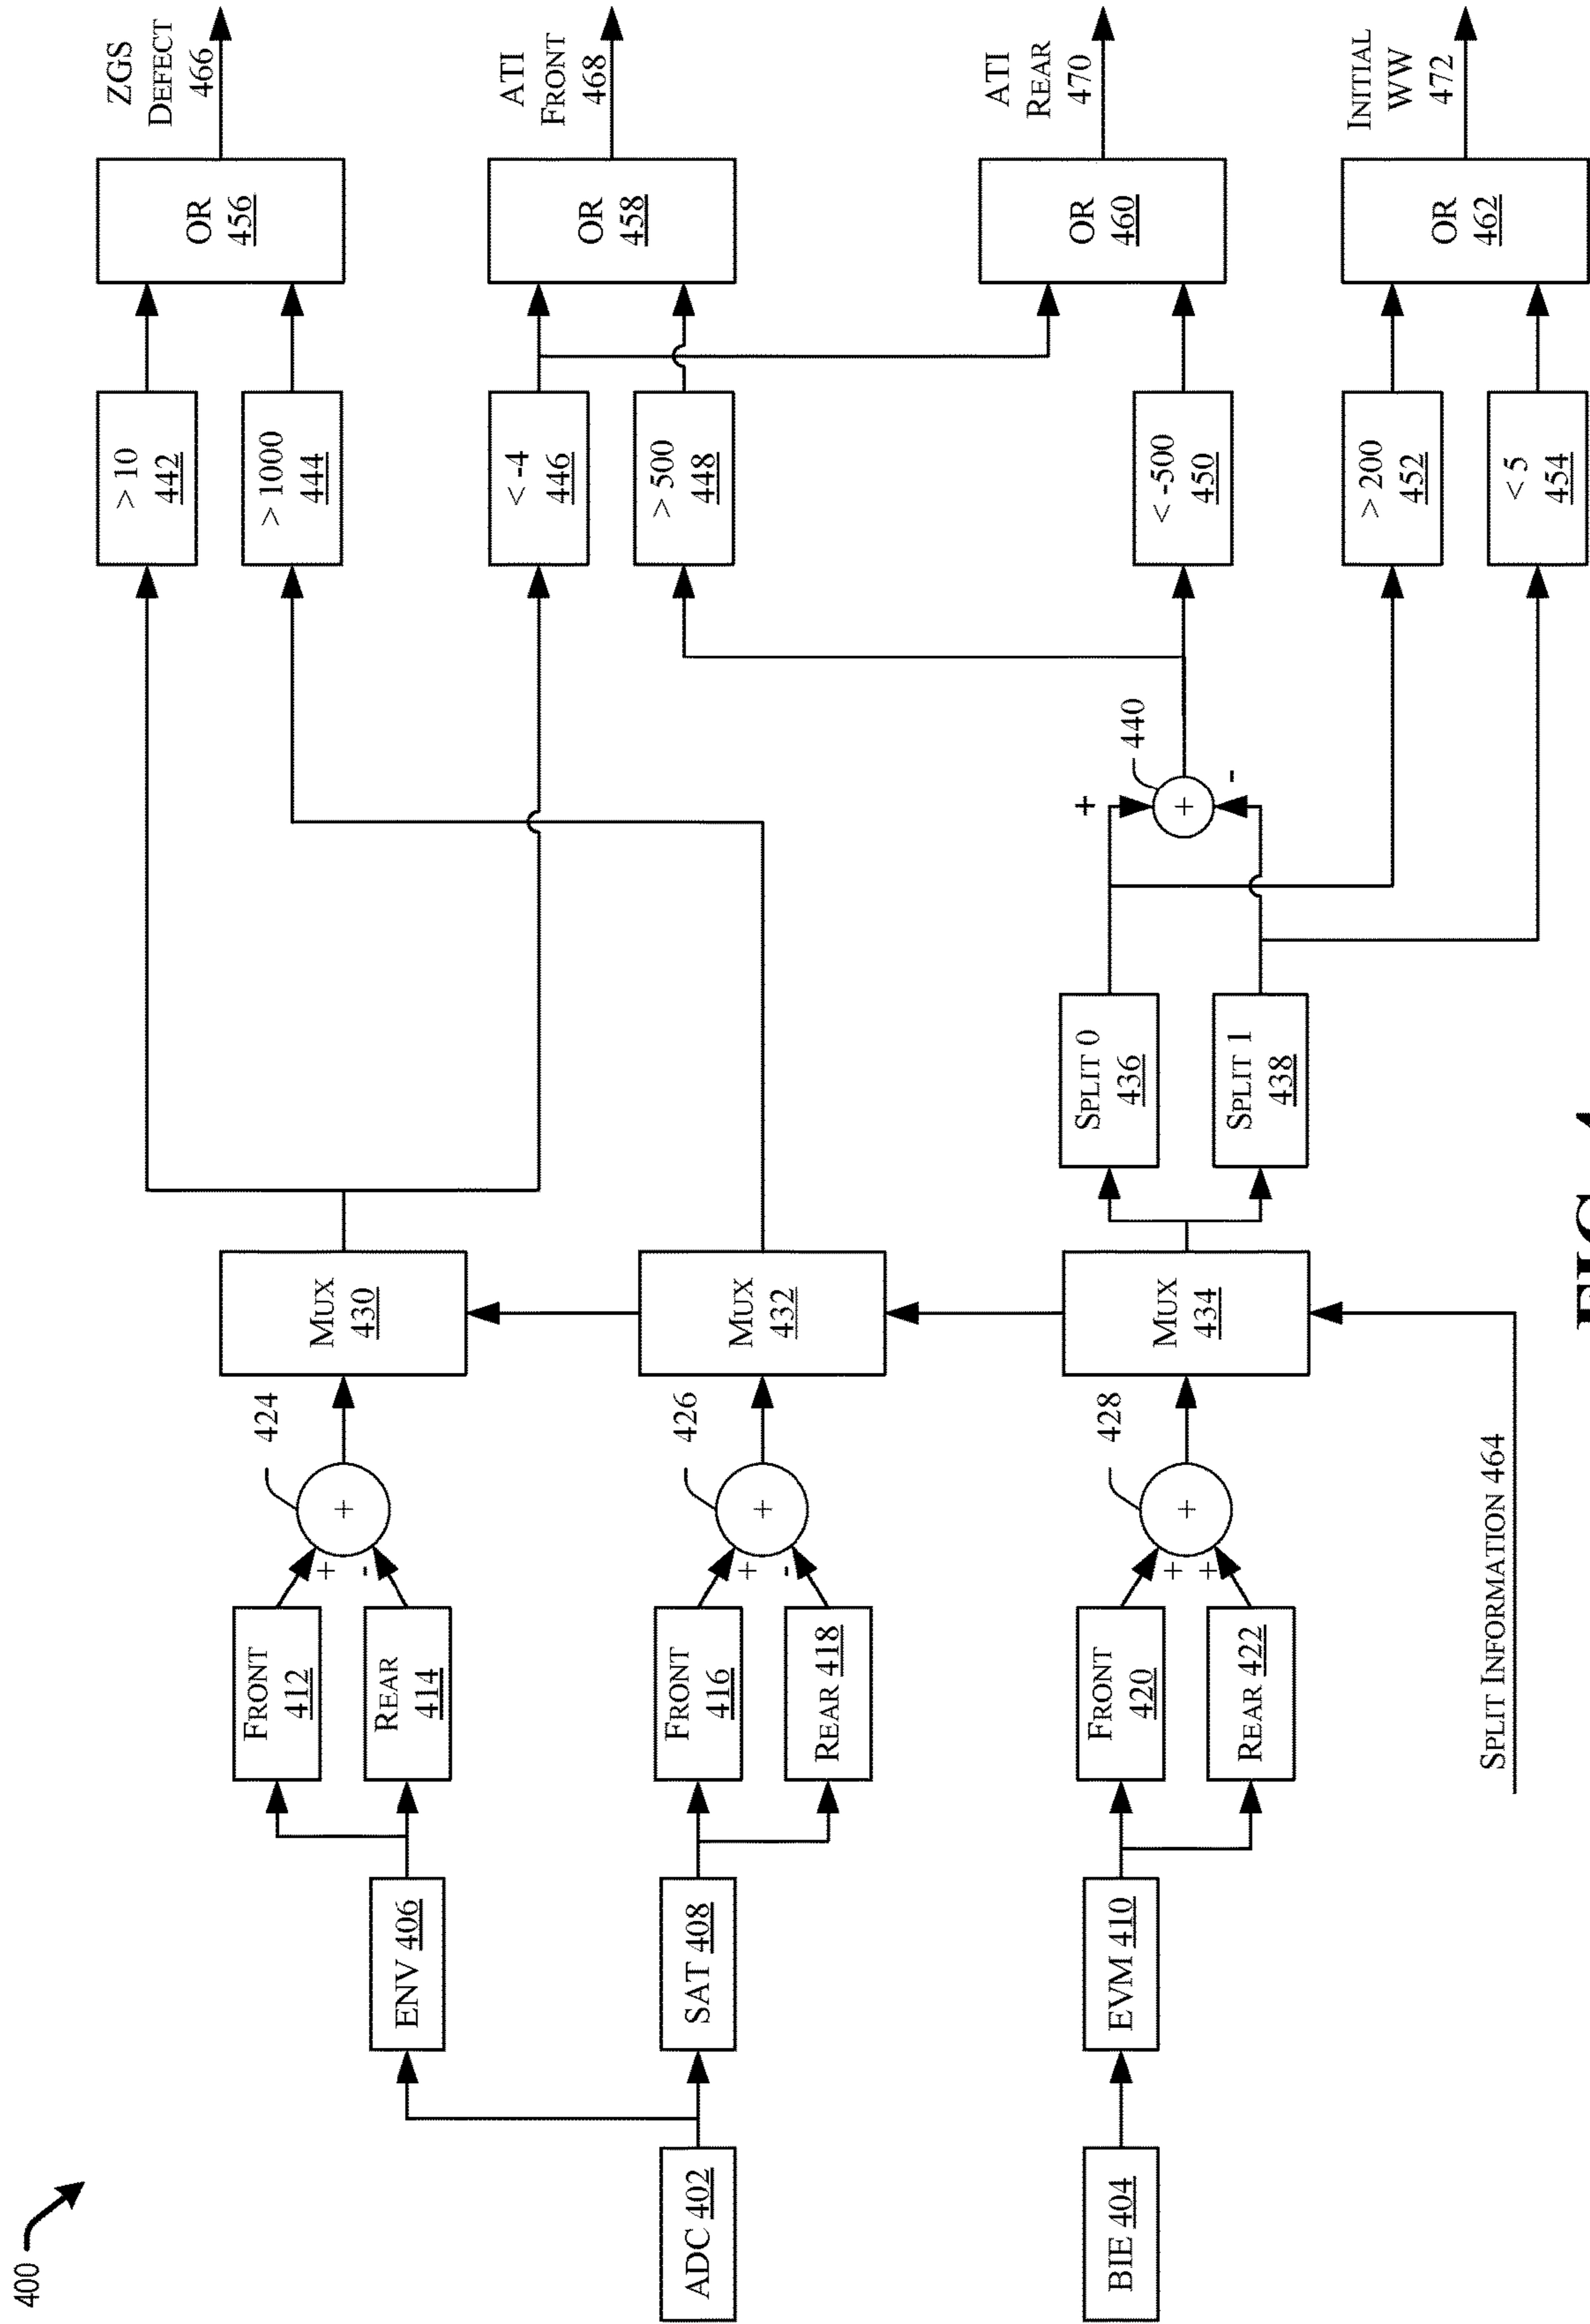 400
ADC 402
BIE 404
ENV 406
SAT 408
EVM 410
FRONT
412
REAR
414
FRONT
416
REAR 418
FRONT
420
REAR 422
SPLIT INFORMATION 464
424
+
+
-
426
+
+
-
428
+
+
+
MUX
430
MUX
432
MUX
434
SPLIT 0
436
SPLIT 1
438
440
+
+
-
> 10
442
> 1000
444
< -4
446
> 500
448
< -500
450
> 200
452
< 5
454
OR
456
OR
458
OR
460
OR
462
ZGS
DEFECT
466
ATI
FRONT
468
ATI
REAR
470
INITIAL
WW
472